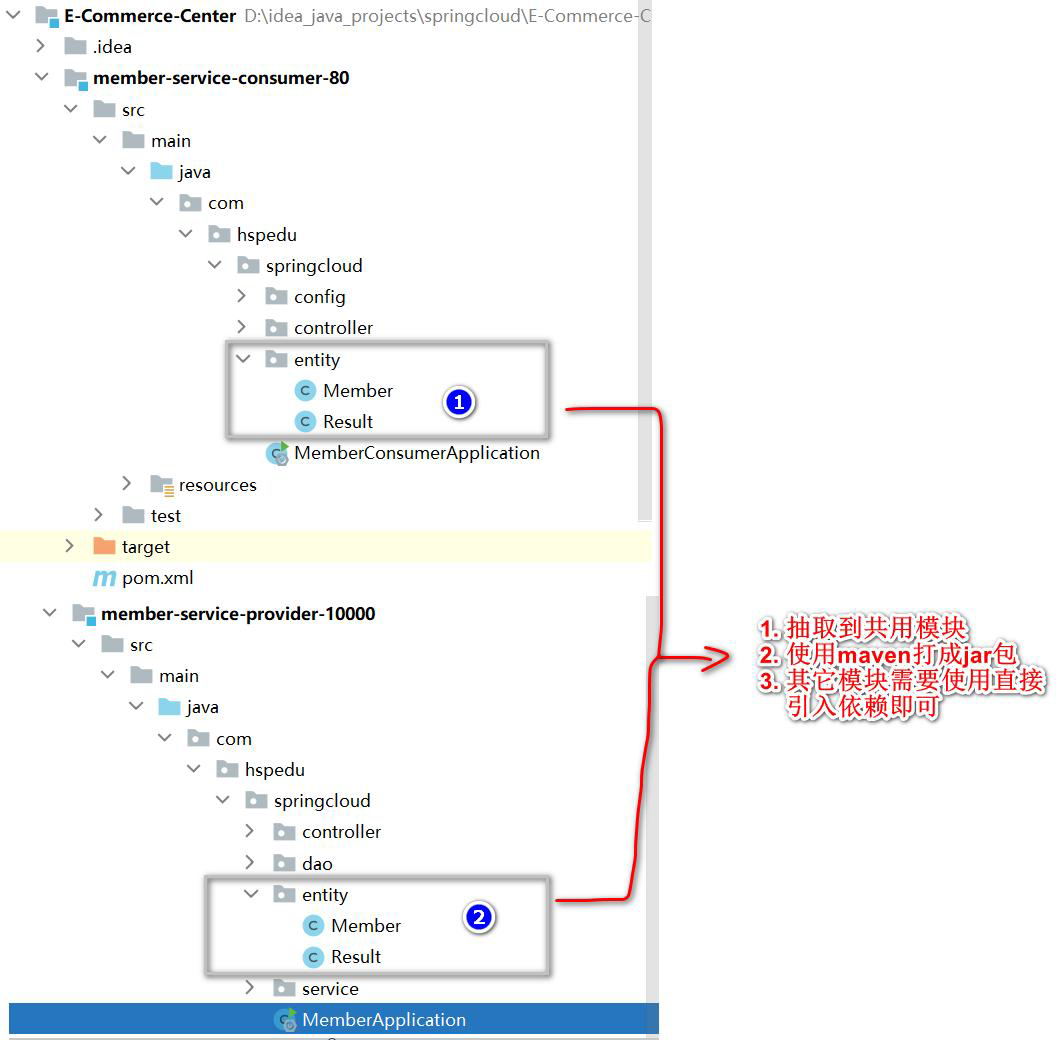 E-Commerce-Center D:\idea_java_projects\springcloud\E-Commerce-C
.idea
member-service-consumer-80
src
main
java
com
hspedu
springcloud
config
controller
entity
C Member
1
C Result
C MemberConsumerApplication
resources
test
target
m pom.xml
member-service-provider-10000
src
main
java
com
hspedu
springcloud
controller
dao
entity
C Member
2
C Result
service
C MemberApplication
1. 抽取到共用模块
2. 使用maven打成jar包
3. 其它模块需要使用直接
引入依赖即可